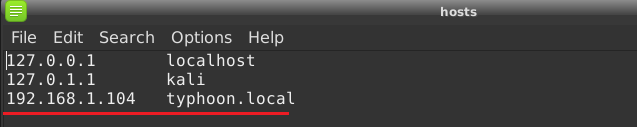 hosts
File Edit Search Options Help
127.0.0.1 localhost
127.0.1.1 kali
192.168.1.104 typhoon.local